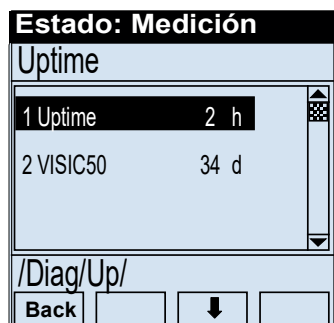 Estado: Medición
Uptime
1 Uptime 2 h
2 VISIC50 34 d
/Diag/Up/
Back